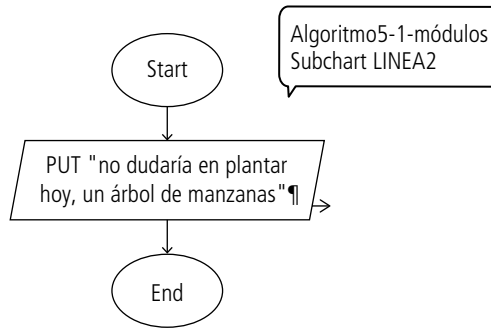 Algoritmo5-1-módulos
Subchart LINEA2
Start
PUT "no dudaría en plantar
hoy, un árbol de manzanas"¶
End